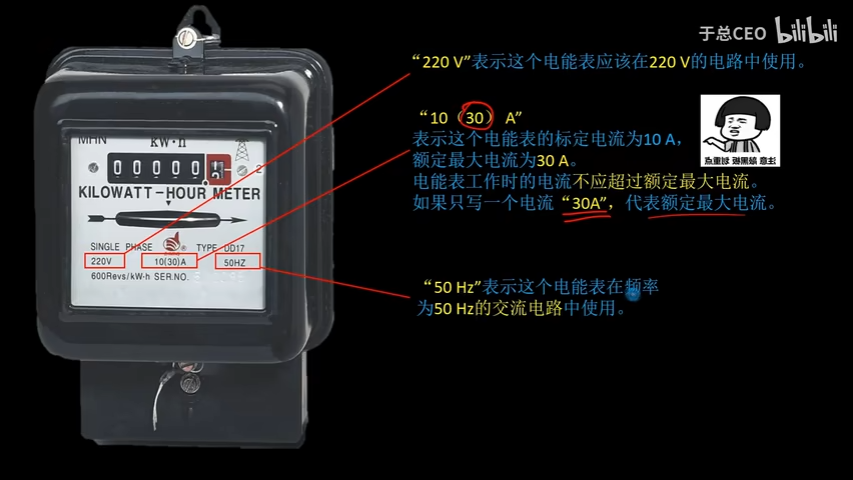 于总CEO bilibili
“220 V”表示这个电能表应该在220 V的电路中使用。
“10（30） A”
表示这个电能表的标定电流为10 A，
额定最大电流为30 A。
电能表工作时的电流不应超过额定最大电流。
如果只写一个电流“30A”，代表额定最大电流。
“50 Hz”表示这个电能表在频率
为50 Hz的交流电路中使用。
kW·h
0 0 0 0 0
2
KILOWATT-HOUR METER
SINGLE PHASE TYPE DD17
220V 10(30)A 50HZ
600Revs/kW·h SER.NO.